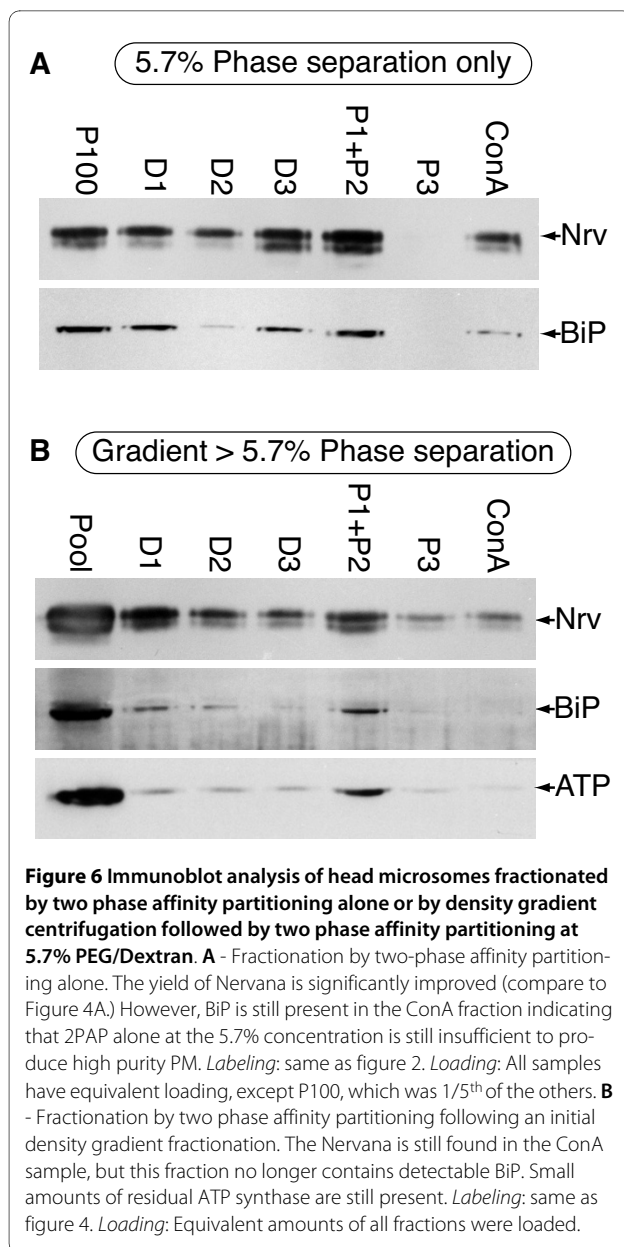 A 5.7% Phase separation only
P100 D1 D2 D3 P1+P2 P3 ConA
Nrv
BiP
B Gradient > 5.7% Phase separation
Pool D1 D2 D3 P1+P2 P3 ConA
Nrv
BiP
ATP
Figure 6 Immunoblot analysis of head microsomes fractionated
by two phase affinity partitioning alone or by density gradient
centrifugation followed by two phase affinity partitioning at
5.7% PEG/Dextran. A - Fractionation by two-phase affinity partition-
ing alone. The yield of Nervana is significantly improved (compare to
Figure 4A.) However, BiP is still present in the ConA fraction indicating
that 2PAP alone at the 5.7% concentration is still insufficient to pro-
duce high purity PM. Labeling: same as figure 2. Loading: All samples
have equivalent loading, except P100, which was 1/5th of the others. B
- Fractionation by two phase affinity partitioning following an initial
density gradient fractionation. The Nervana is still found in the ConA
sample, but this fraction no longer contains detectable BiP. Small
amounts of residual ATP synthase are still present. Labeling: same as
figure 4. Loading: Equivalent amounts of all fractions were loaded.